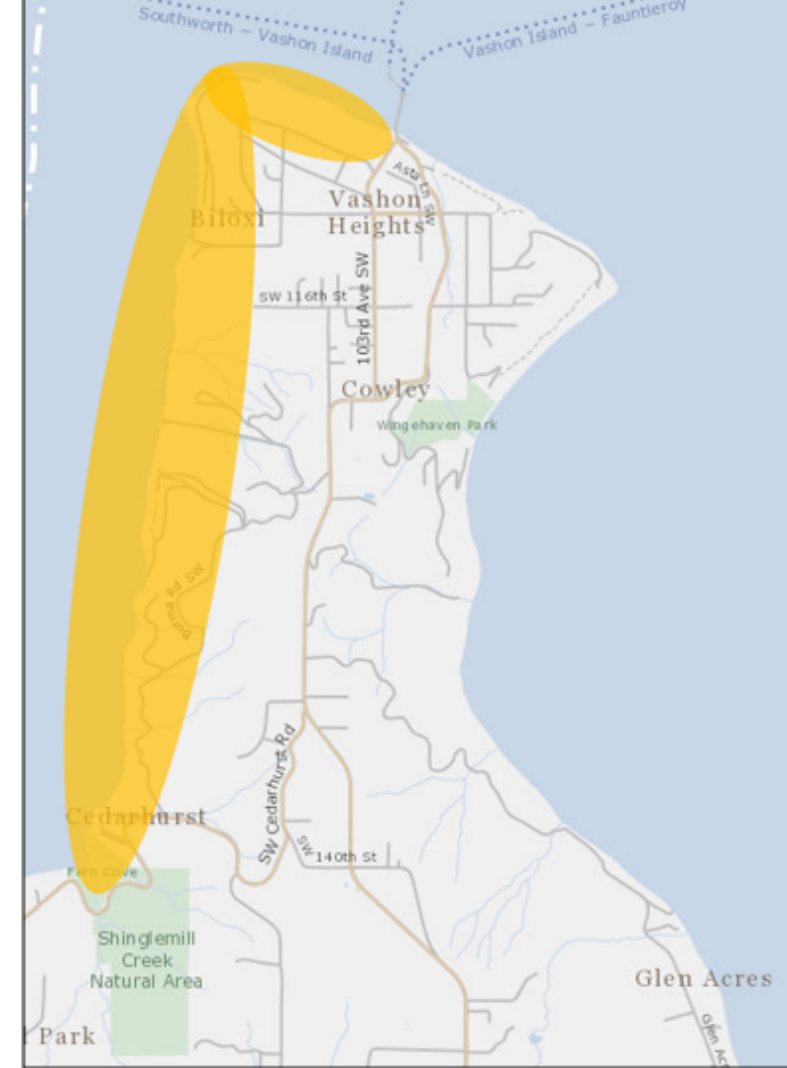 Southworth – Vashon Island
Vashon Island – Fauntleroy
Asta Ln SW
Vashon
Heights
Biloxi
SW 116th St
103rd Ave SW
Cowley
Wingehaven Park
Burma Rd SW
SW Cedarhurst Rd
Cedarhurst
SW 140th St
Fern Cove
Shinglemill
Creek
Natural Area
Glen Acres
Park
Glen Acr